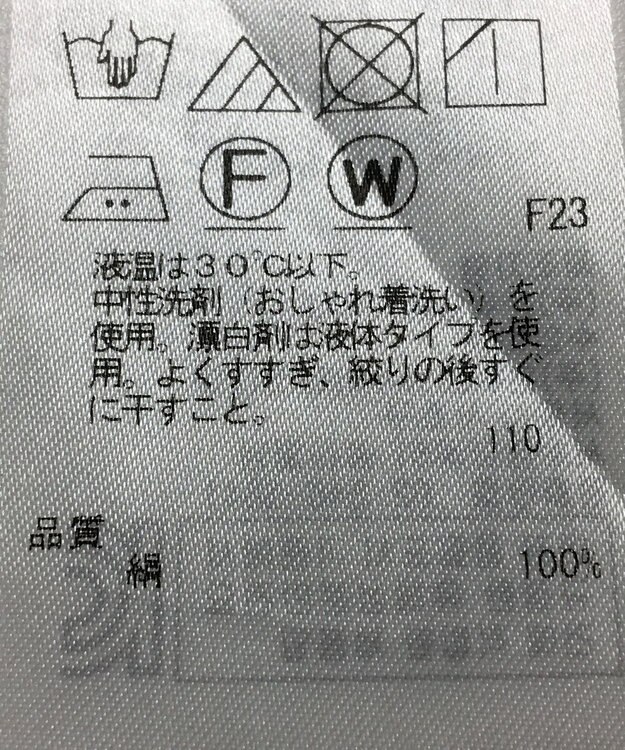 F
W
F23
液温は30℃以下。
中性洗剤（おしゃれ着洗い）を
使用。漂白剤は液体タイプを使
用。よくすすぎ、絞りの後すぐ
に干すこと。
110
品質
絹 100%